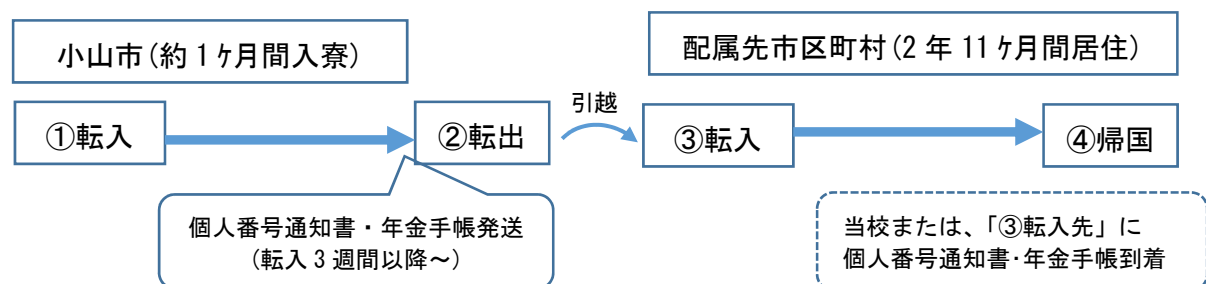 小山市(約1ヶ月間入寮)
配属先市区町村(2年11ヶ月間居住)
①転入
②転出
引越
③転入
④帰国
個人番号通知書・年金手帳発送
(転入3週間以降～)
当校または、「③転入先」に
個人番号通知書・年金手帳到着